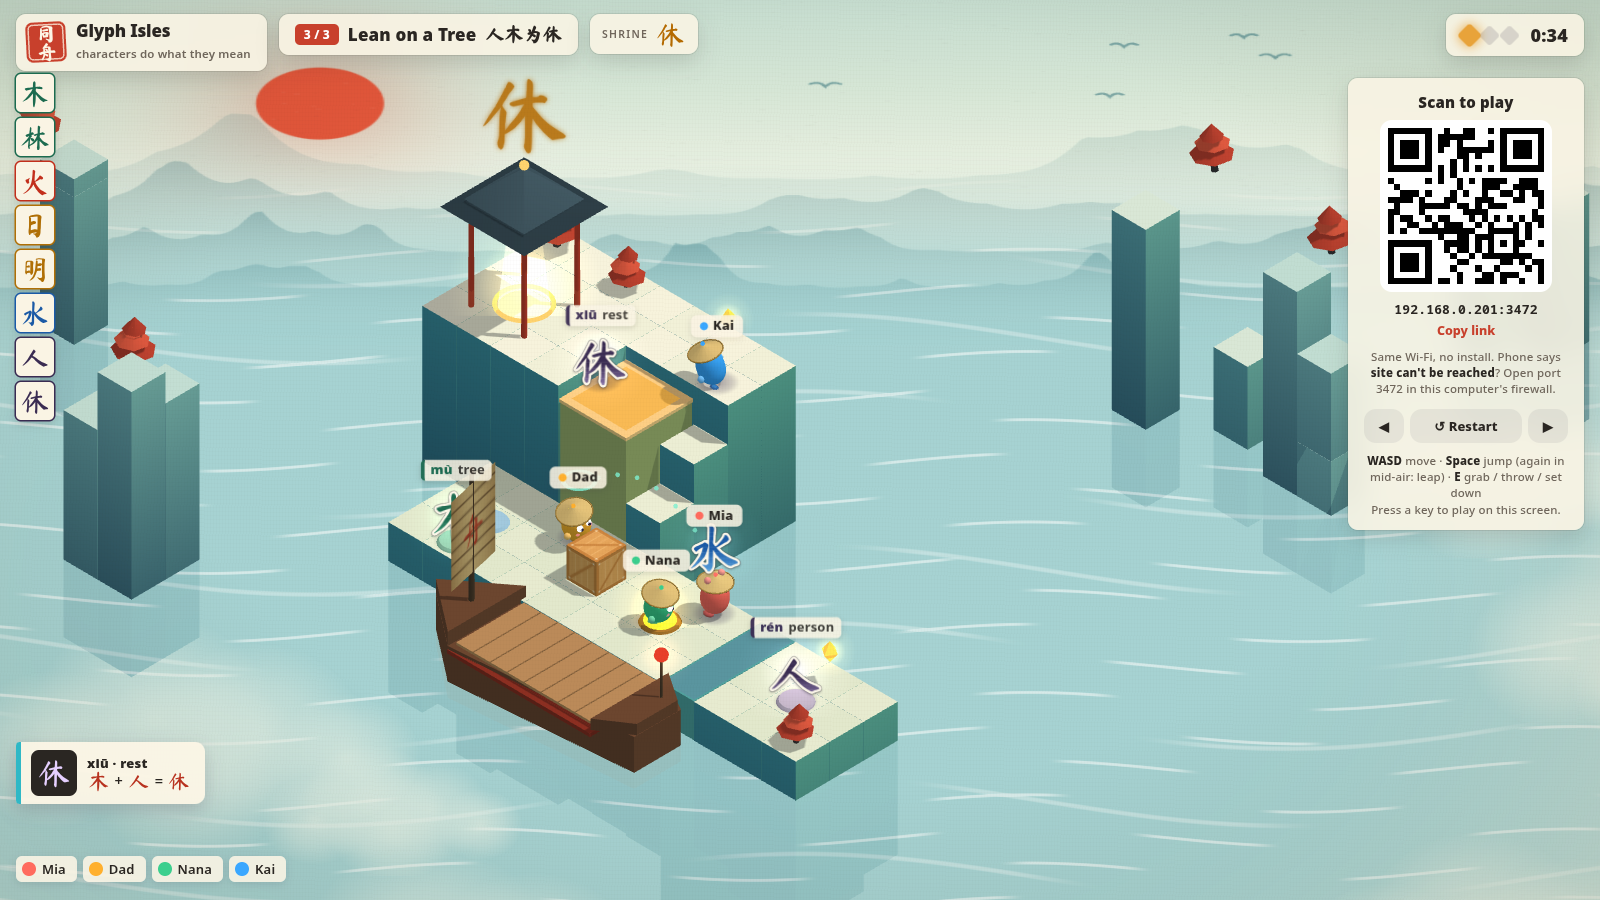 同舟
Glyph Isles
characters do what they mean
3 / 3 Lean on a Tree 人木为休
SHRINE 休
0:34
木
林
火
日
明
水
人
休
休
Scan to play
192.168.0.201:3472
Copy link
Same Wi-Fi, no install. Phone says
site can't be reached? Open port
3472 in this computer's firewall.
◀ ↺ Restart ▶
WASD move · Space jump (again in
mid-air: leap) · E grab / throw / set
down
Press a key to play on this screen.
xiū rest
休
Kai
mù tree
木
Dad
Mia
水
Nana
rén person
人
休
xiū · rest
木 + 人 = 休
Mia
Dad
Nana
Kai